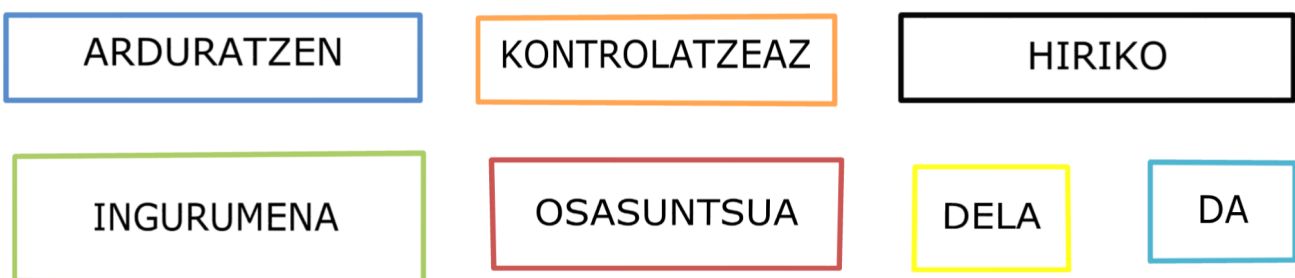 ARDURATZEN KONTROLATZEAZ HIRIKO
INGURUMENA OSASUNTSUA DELA DA